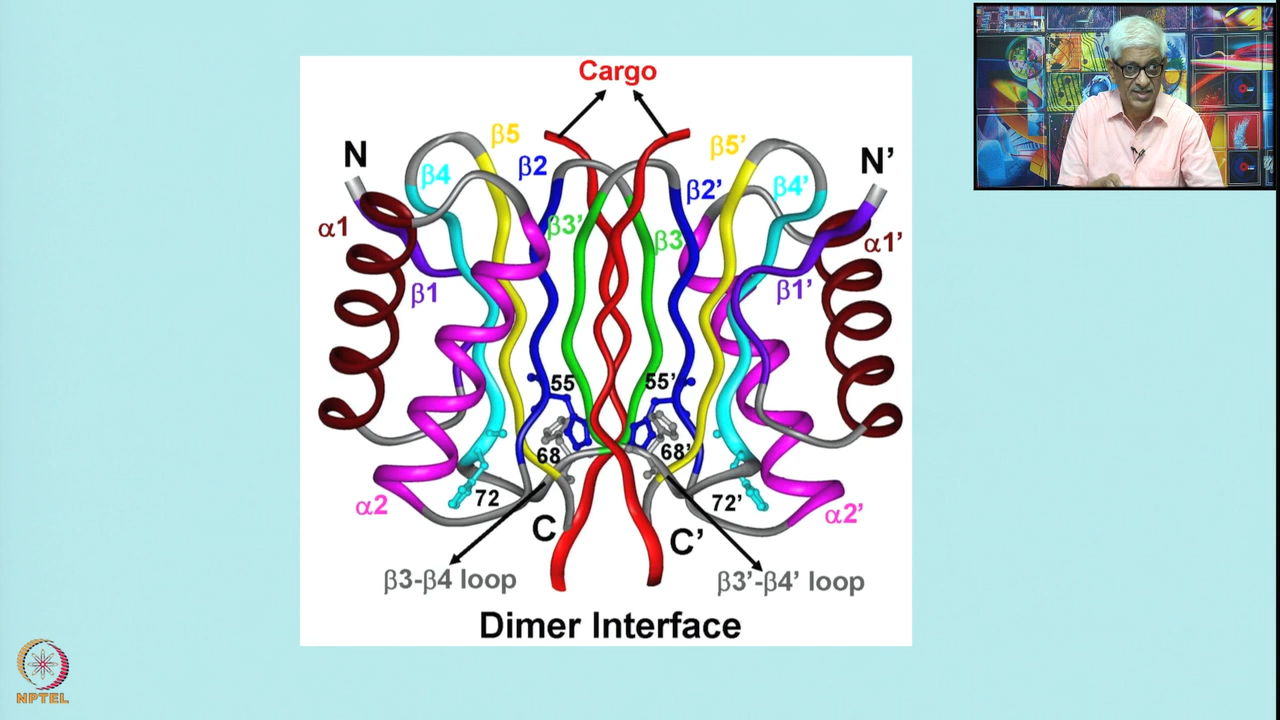 Cargo
N
β5
β5’
N’
β4
β2
β2’
β4’
α1
β3’
β3
α1’
β1
β1’
55
55’
68
68’
72
72’
α2
C
C’
α2’
β3-β4 loop
β3’-β4’ loop
Dimer Interface
NPTEL